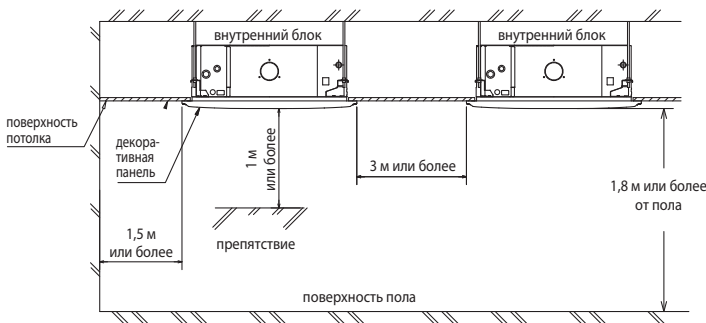 внутренний блок
внутренний блок
поверхность
потолка
декора-
тивная
панель
1 м
или более
3 м или более
1,8 м или более
от пола
1,5 м
или более
препятствие
поверхность пола